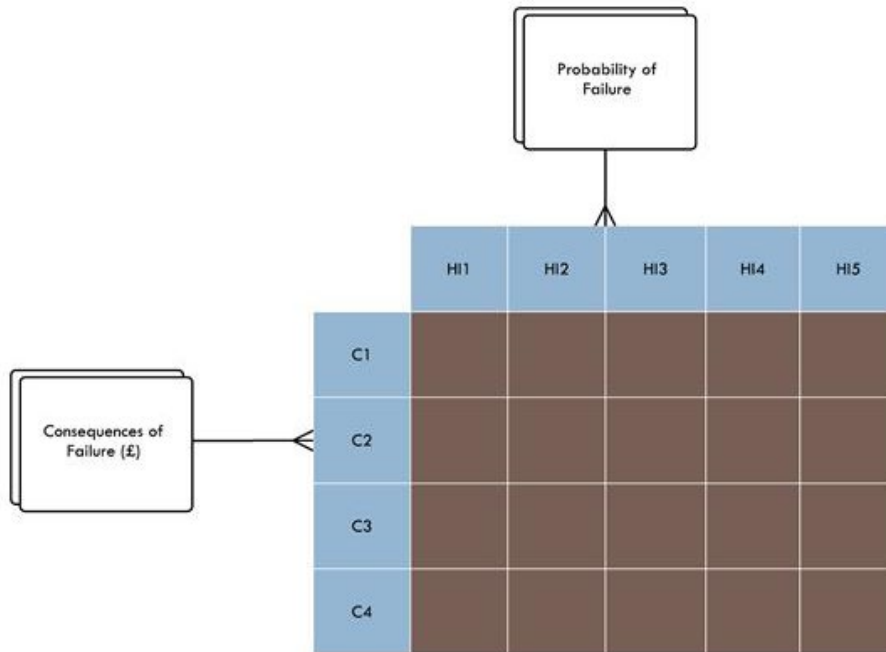 Probability of
Failure
HI1 HI2 HI3 HI4 HI5
C1
Consequences of
Failure (£)
C2
C3
C4